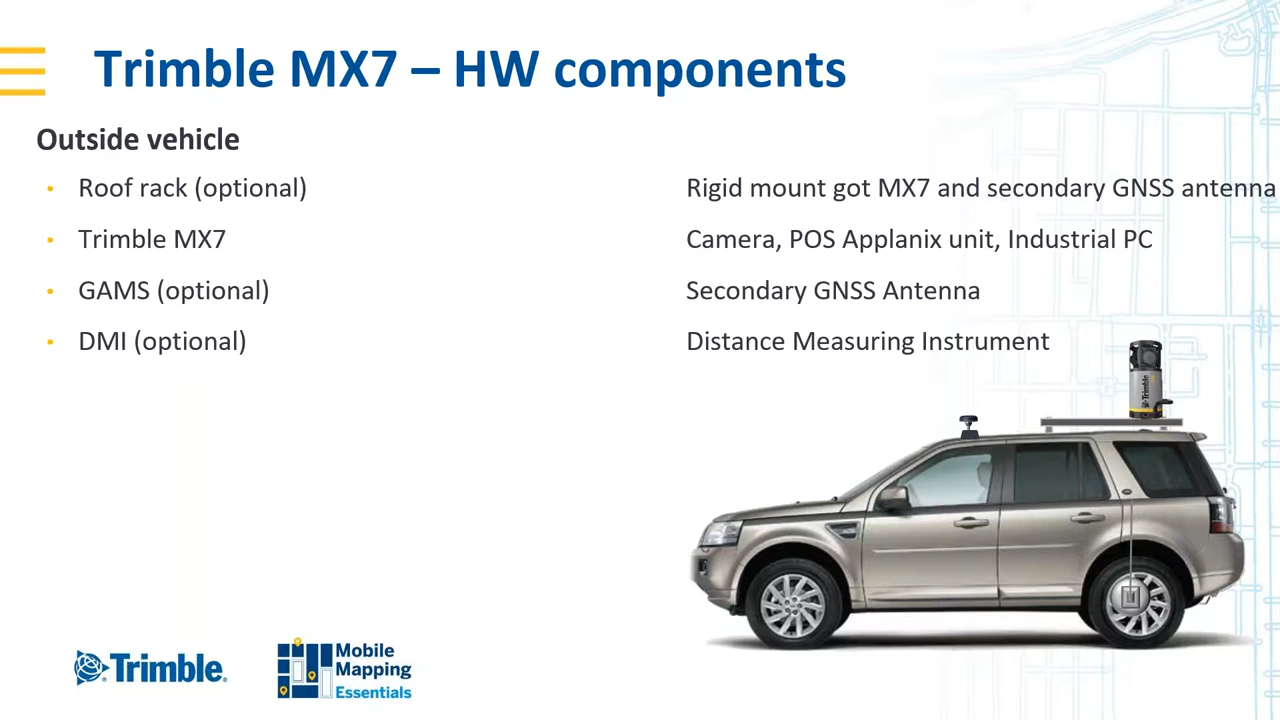 Trimble MX7 – HW components
Outside vehicle
• Roof rack (optional) Rigid mount got MX7 and secondary GNSS antenna
• Trimble MX7 Camera, POS Applanix unit, Industrial PC
• GAMS (optional) Secondary GNSS Antenna
• DMI (optional) Distance Measuring Instrument
Trimble
Trimble.
Mobile
Mapping
Essentials